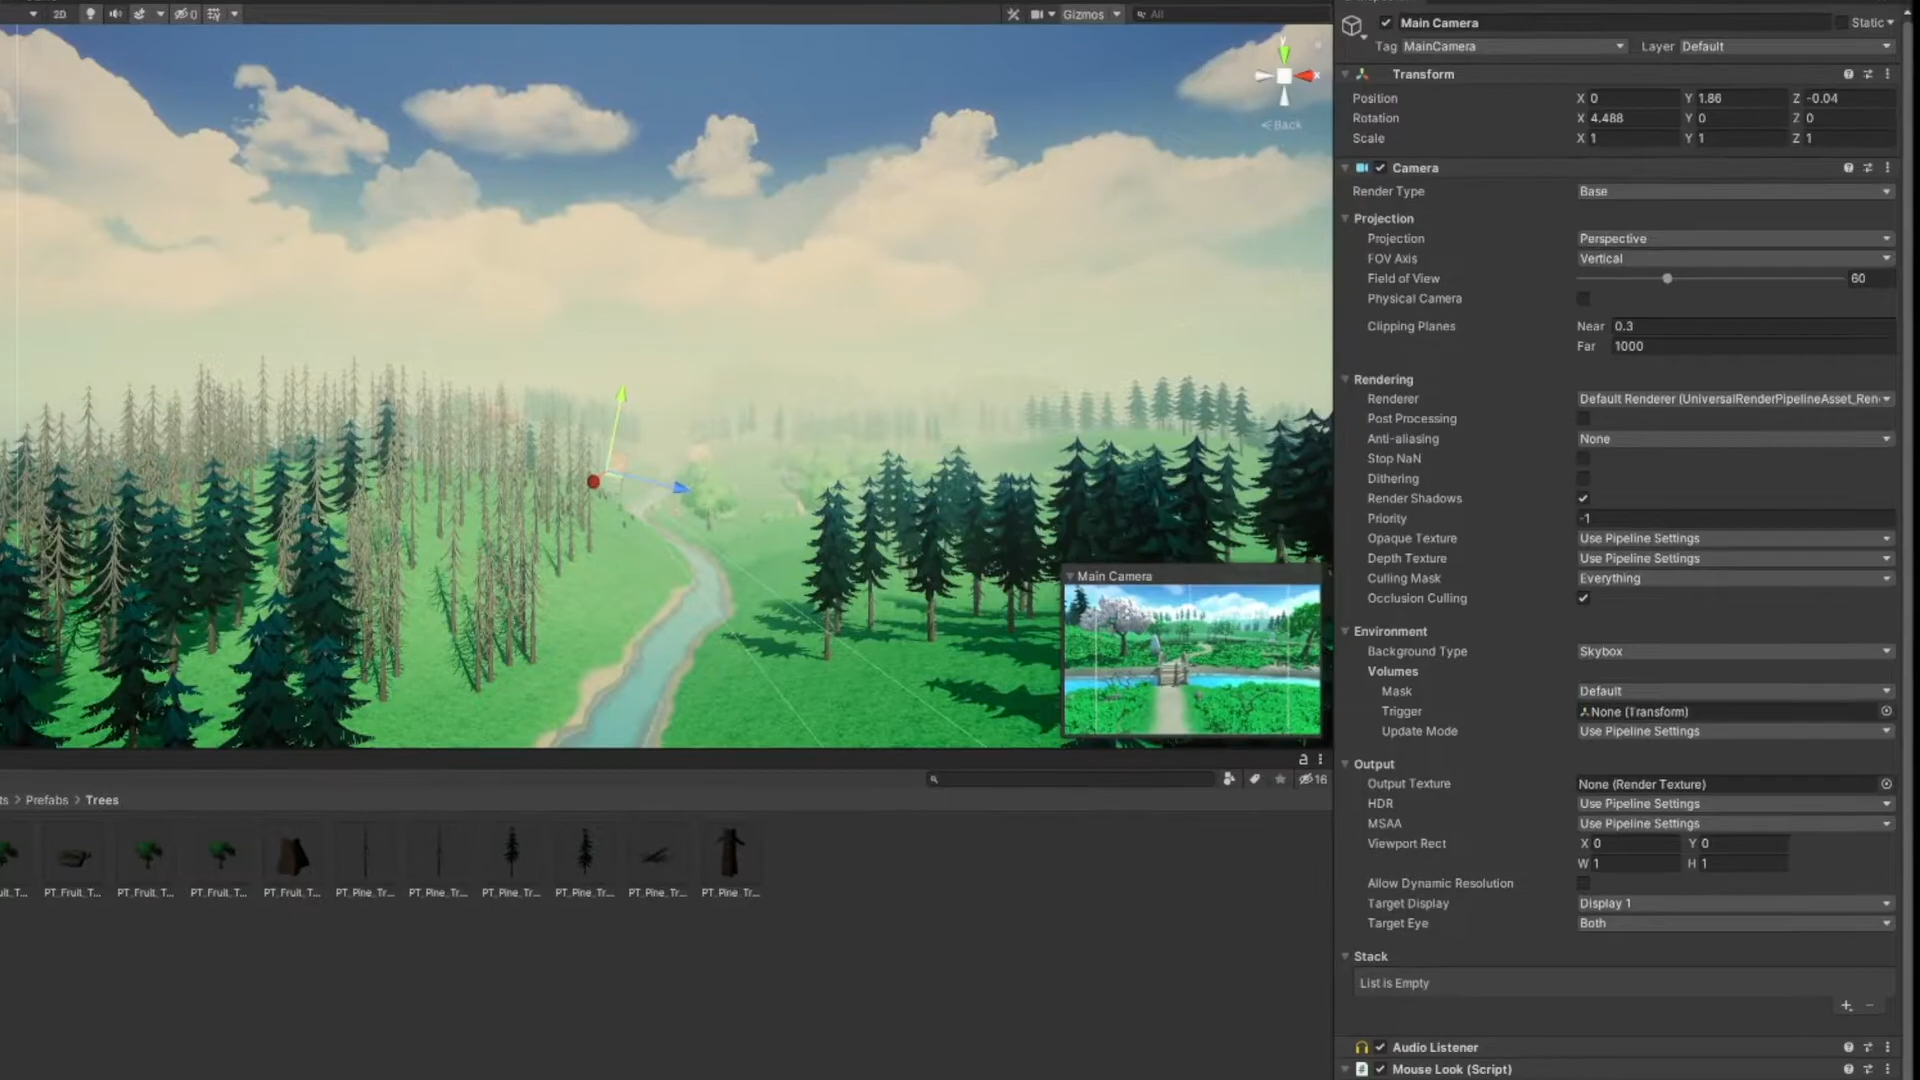 2D
0
Gizmos
All
Back
x
y
Main Camera
ts > Prefabs > Trees
16
uit_T...
PT_Fruit_T...
PT_Fruit_T...
PT_Fruit_T...
PT_Fruit_T...
PT_Pine_Tr...
PT_Pine_Tr...
PT_Pine_Tr...
PT_Pine_Tr...
PT_Pine_Tr...
PT_Pine_Tr...
Main Camera
Static
Tag MainCamera
Layer Default
Transform
Position X 0 Y 1.86 Z -0.04
Rotation X 4.488 Y 0 Z 0
Scale X 1 Y 1 Z 1
Camera
Render Type Base
Projection
Projection Perspective
FOV Axis Vertical
Field of View 60
Physical Camera
Clipping Planes Near 0.3
Far 1000
Rendering
Renderer Default Renderer (UniversalRenderPipelineAsset_Ren
Post Processing
Anti-aliasing None
Stop NaN
Dithering
Render Shadows
Priority -1
Opaque Texture Use Pipeline Settings
Depth Texture Use Pipeline Settings
Culling Mask Everything
Occlusion Culling
Environment
Background Type Skybox
Volumes
Mask Default
Trigger None (Transform)
Update Mode Use Pipeline Settings
Output
Output Texture None (Render Texture)
HDR Use Pipeline Settings
MSAA Use Pipeline Settings
Viewport Rect X 0 Y 0
W 1 H 1
Allow Dynamic Resolution
Target Display Display 1
Target Eye Both
Stack
List is Empty
Audio Listener
Mouse Look (Script)